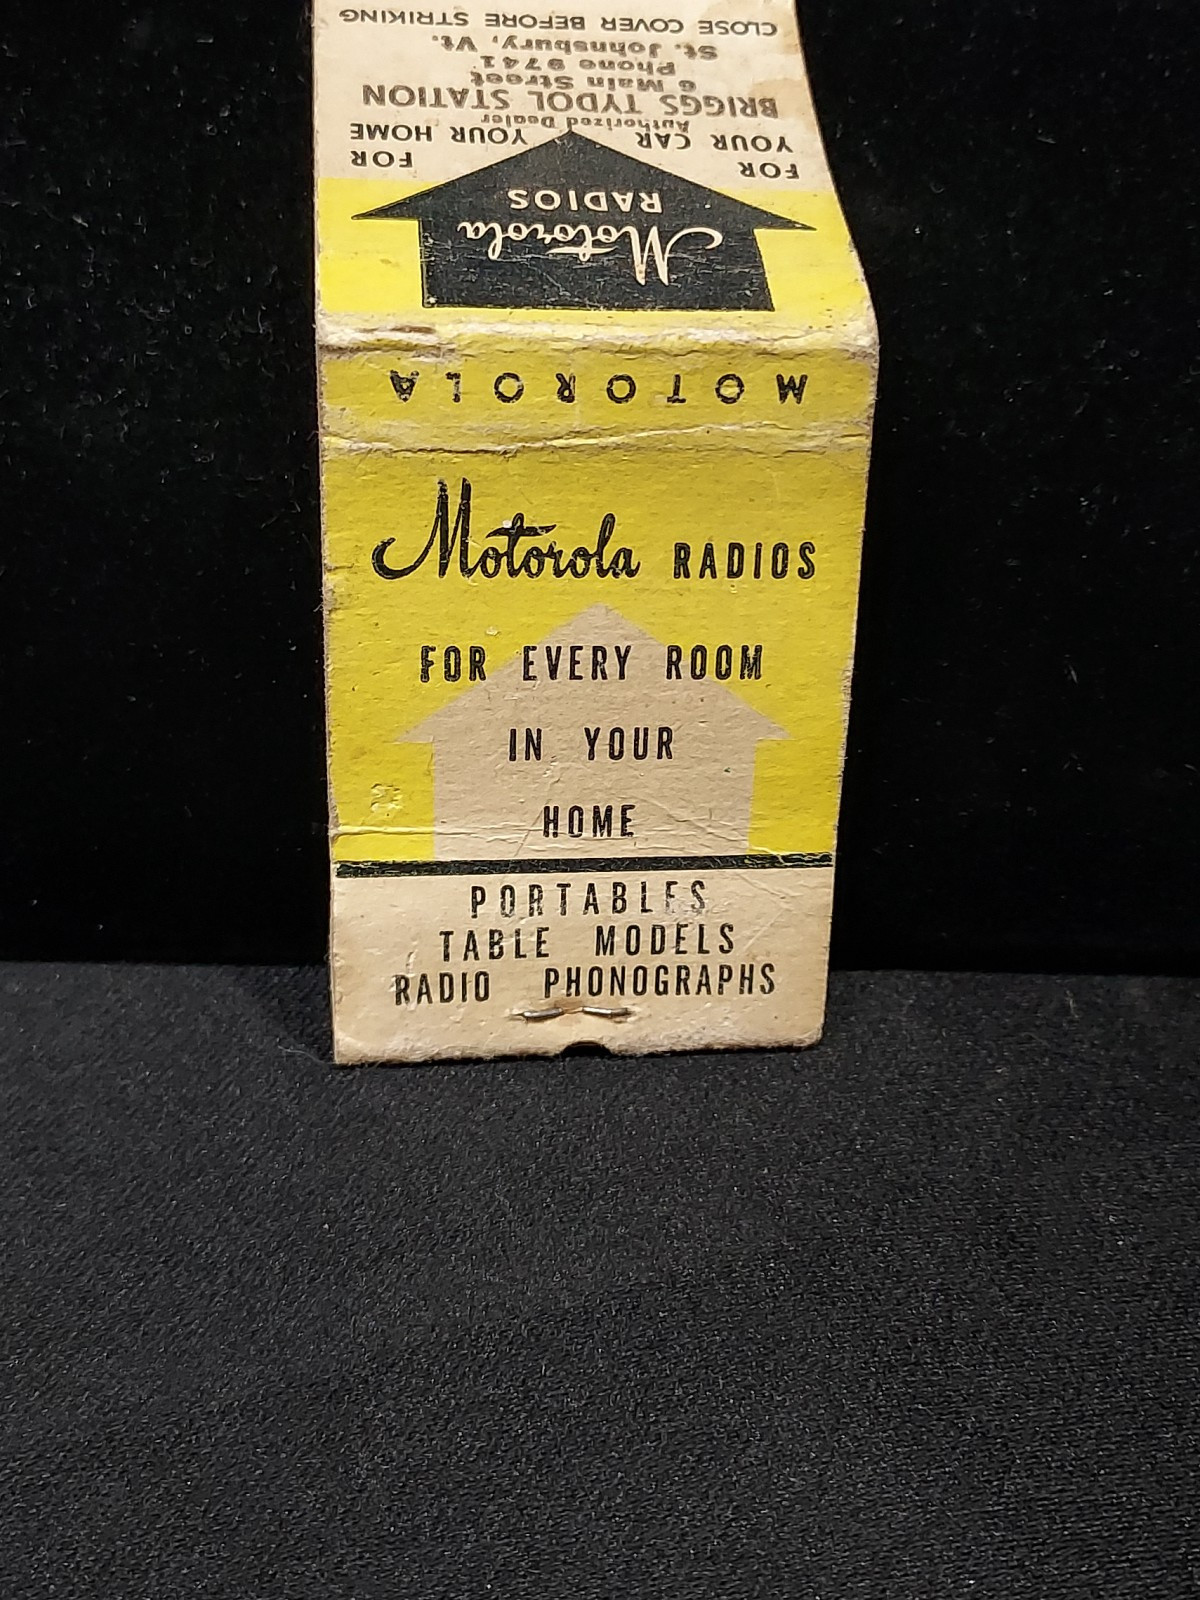 CLOSE COVER BEFORE STRIKING
St. Johnsbury, Vt.
Phone 9741
6 Main Street
BRIGGS TYDOL STATION
Authorized Dealer
FOR YOUR CAR
FOR YOUR HOME
Motorola
RADIOS
MOTOROLA
Motorola RADIOS
FOR EVERY ROOM
IN YOUR
HOME
PORTABLES
TABLE MODELS
RADIO PHONOGRAPHS